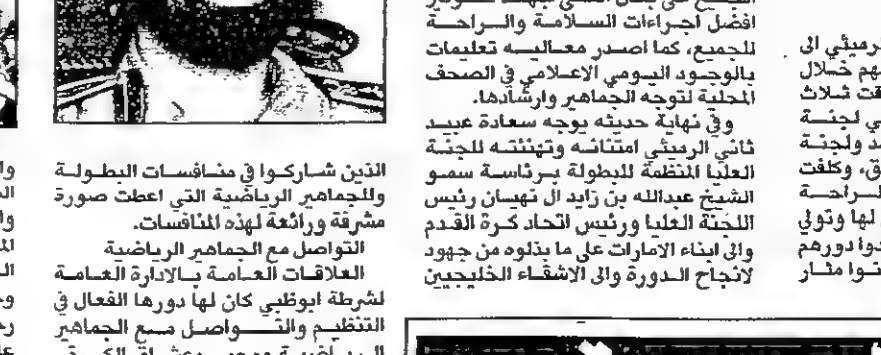 الرميثي الى
خلال
ثلاث
لجنة
ولجنة
وكلفت
الراحة
لها وتولي
دورهم
مثار
افضل اجراءات السلامة والراحة
للجميع، كما اصدر معاليه تعليمات
بالوجود اليومي الاعلامي في الصحف
المحلية لتوجه الجماهير وارشادها.
وفي نهاية حديثه يوجه سعادة عبيد
ثاني الرميثي امتنانه وتهنئته للجنة
العليا المنظمة للبطولة برئاسة سمو
الشيخ عبدالله بن زايد ال نهيان رئيس
اللجنة العليا ورئيس اتحاد كرة القدم
والى ابناء الامارات على ما بذلوه من جهود
لانجاح الدورة والى الاشقاء الخليجيين
الذين شاركوا في منافسات البطولة
وللجماهير الرياضية التي اعطت صورة
مشرقة ورائعة لهذه المنافسات.
التواصل مع الجماهير الرياضية
العلاقات العامة بالادارة العامة
لشرطة ابوظبي كان لها دورها الفعال في
التنظيم والتواصل مع الجماهير